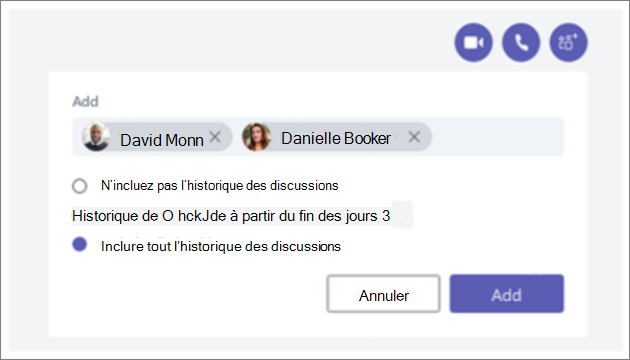 Add
David Monn
Danielle Booker
N'incluez pas l'historique des discussions
Historique de O hckJde à partir du fin des jours 3
Inclure tout l'historique des discussions
Annuler
Add